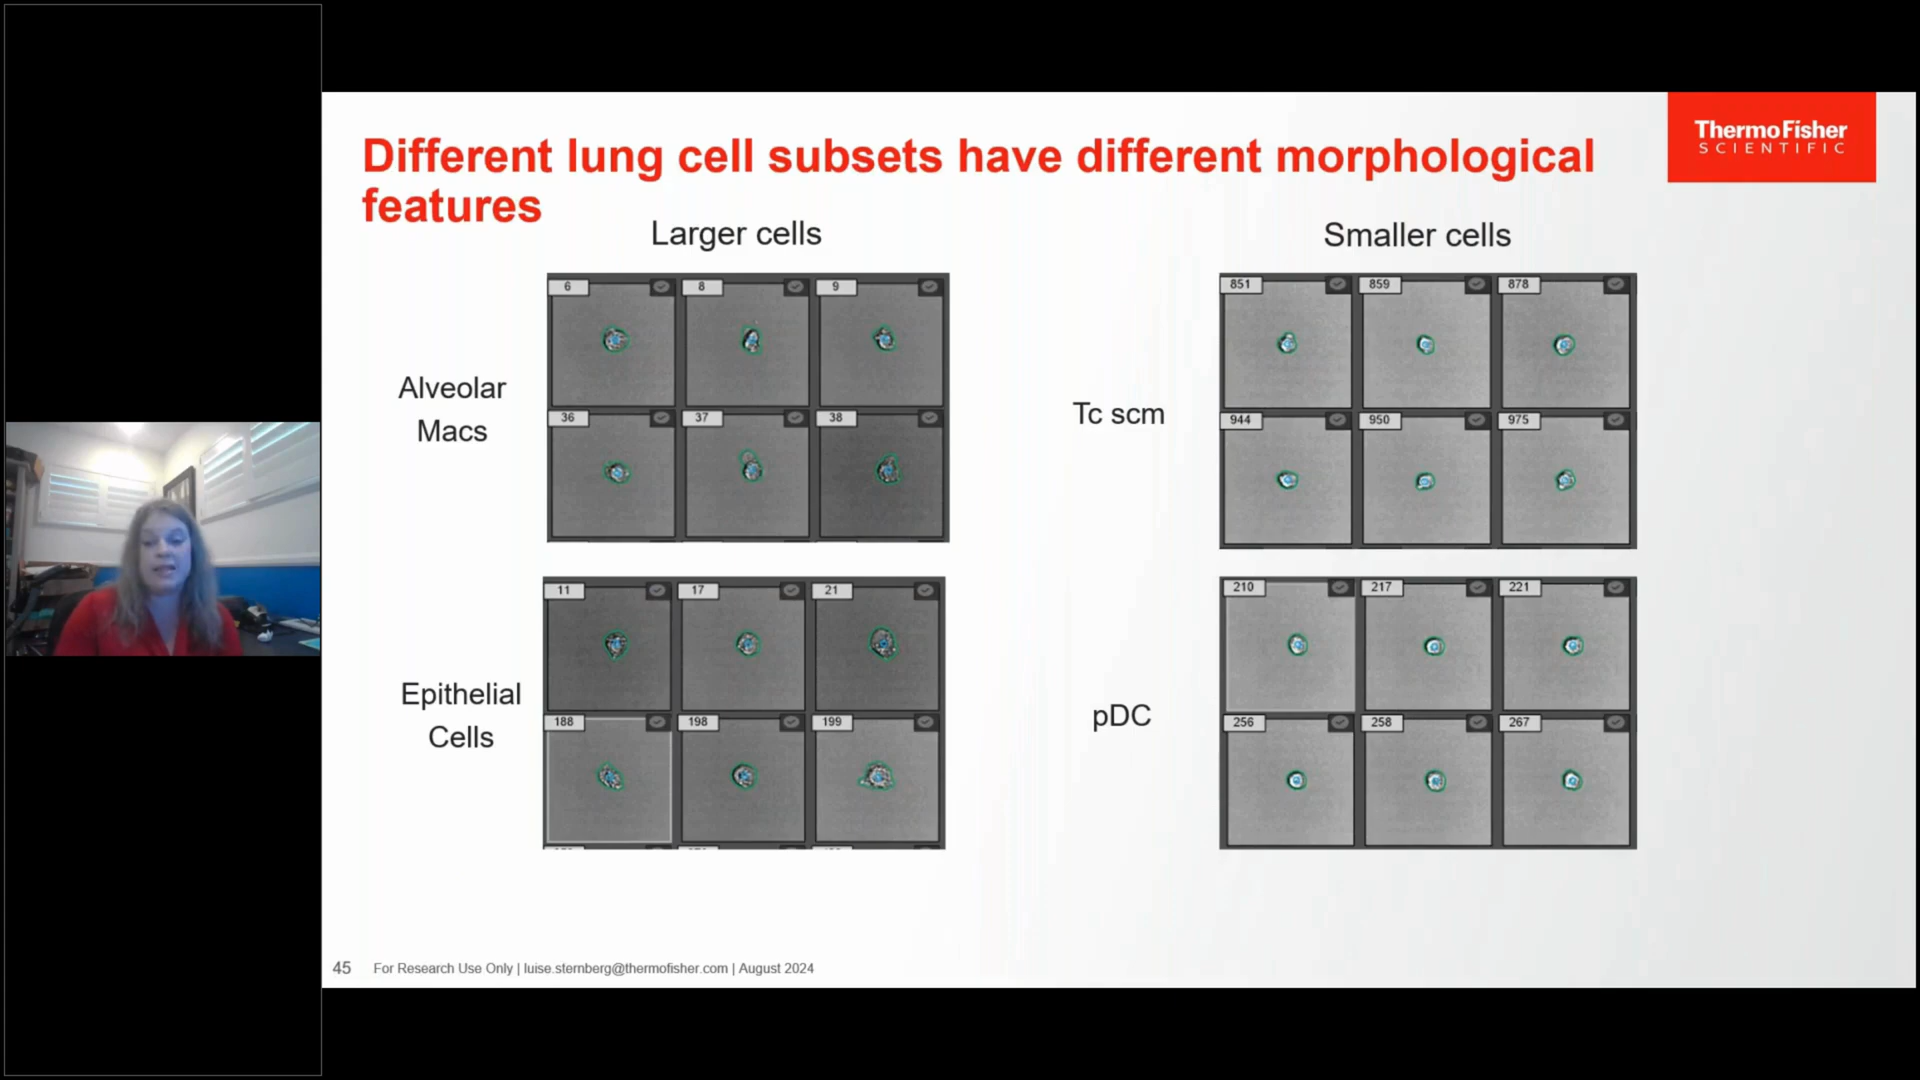 Different lung cell subsets have different morphological
features
ThermoFisher
SCIENTIFIC
Larger cells
Smaller cells
Alveolar
Macs
6 8 9
36 37 38
Tc scm
851 859 878
944 950 975
Epithelial
Cells
11 17 21
188 198 199
pDC
210 217 221
256 258 267
45 For Research Use Only | luise.sternberg@thermofisher.com | August 2024